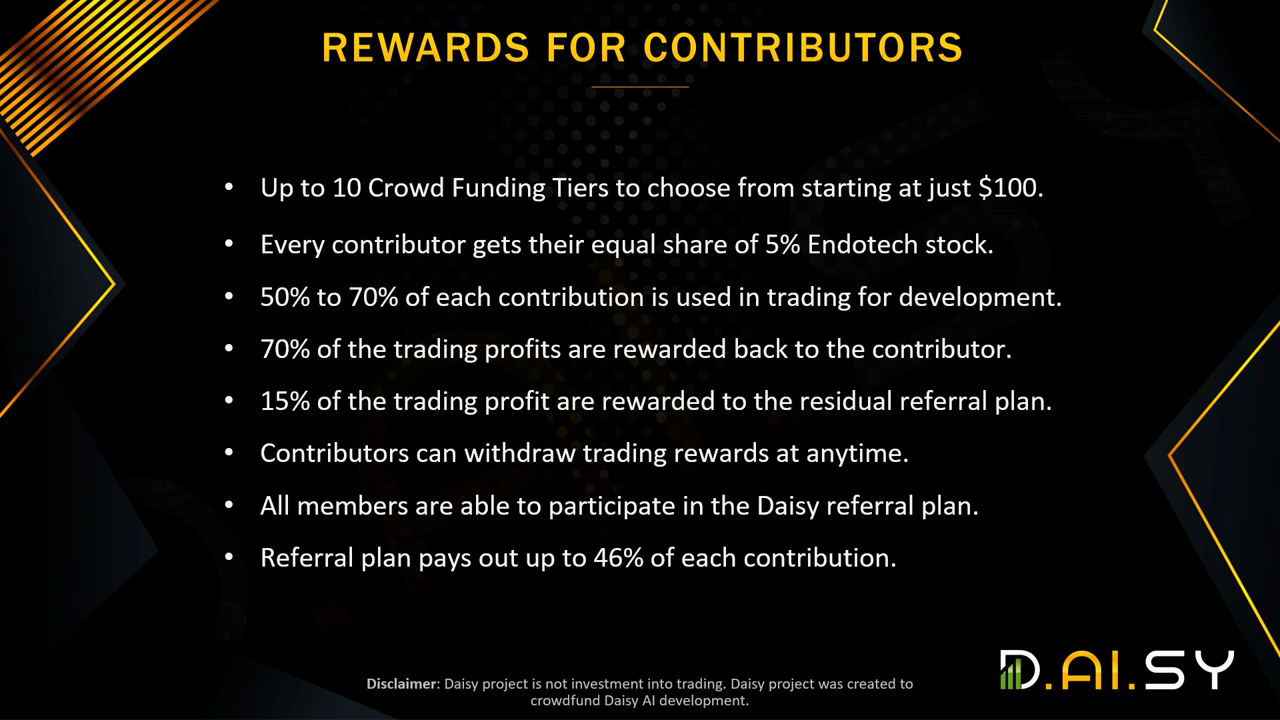 REWARDS FOR CONTRIBUTORS
• Up to 10 Crowd Funding Tiers to choose from starting at just $100.
• Every contributor gets their equal share of 5% Endotech stock.
• 50% to 70% of each contribution is used in trading for development.
• 70% of the trading profits are rewarded back to the contributor.
• 15% of the trading profit are rewarded to the residual referral plan.
• Contributors can withdraw trading rewards at anytime.
• All members are able to participate in the Daisy referral plan.
• Referral plan pays out up to 46% of each contribution.
Disclaimer: Daisy project is not investment into trading. Daisy project was created to
crowdfund Daisy AI development.
D.AI.SY